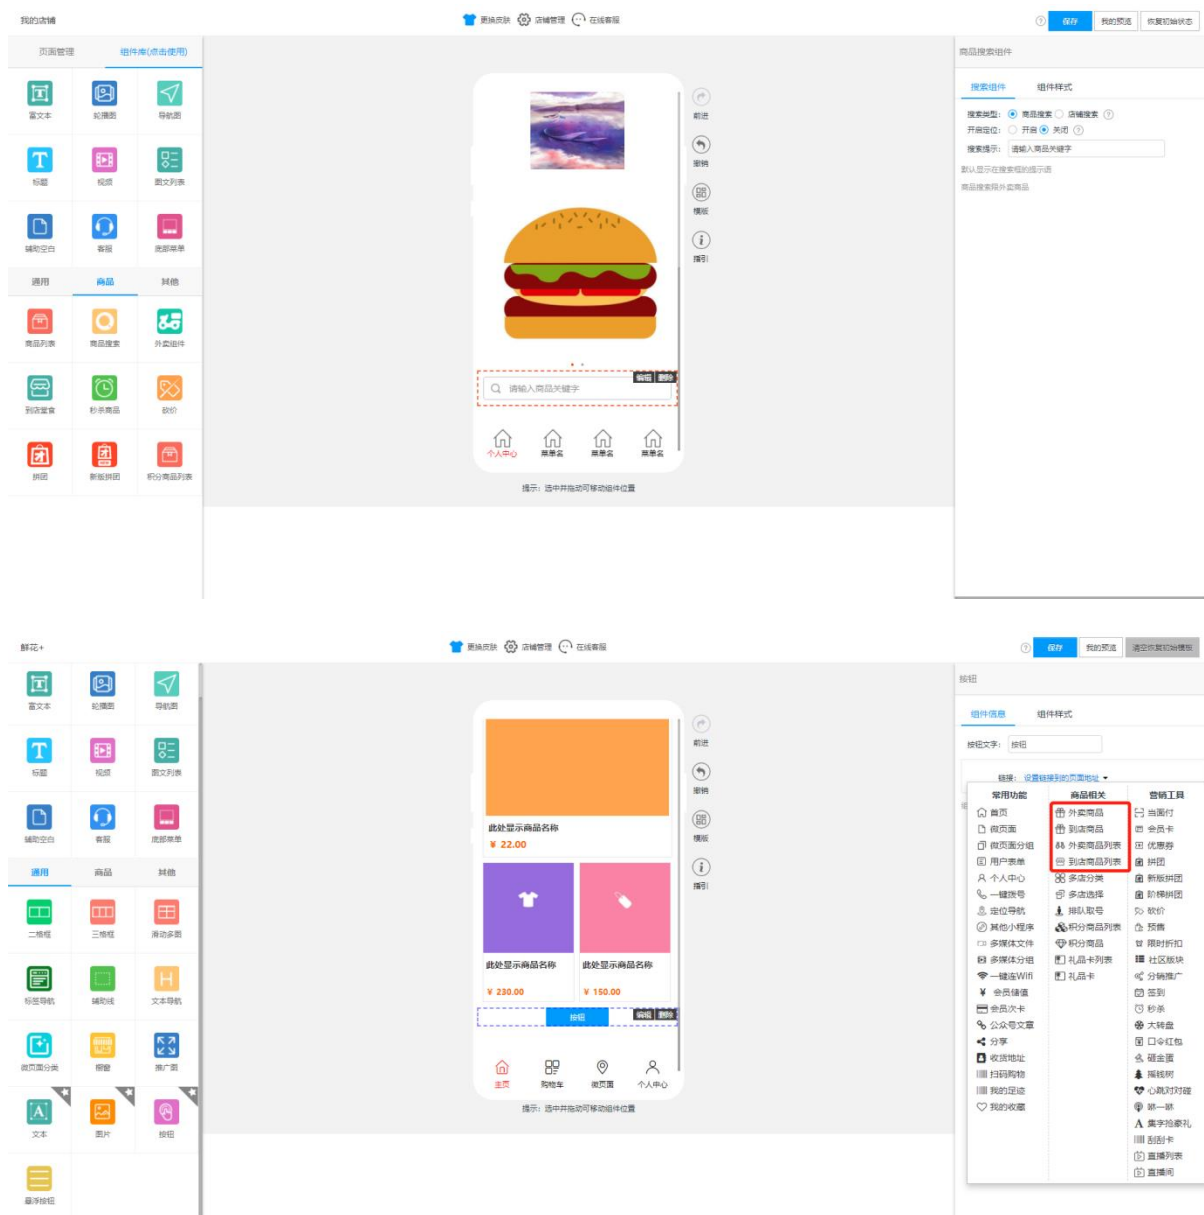 我的店铺
更换皮肤 店铺管理 在线客服
保存 我的预览 恢复初始状态
页面管理 组件库(点击使用)
富文本 轮播图 导航图
标题 视频 图文列表
辅助空白 客服 底部菜单
通用 商品 其他
商品列表 商品搜索 外卖组件
到店堂食 秒杀商品 砍价
拼团 新版拼团 积分商品列表
前进
撤销
模版
指引
请输入商品关键字
编辑 删除
个人中心 菜单名 菜单名 菜单名
提示：选中并拖动可移动组件位置
商品搜索组件
搜索组件 组件样式
搜索类型： 商品搜索 店铺搜索
开启定位： 开启 关闭
搜索提示： 请输入商品关键字
默认显示在搜索框的提示语
商品搜索限外卖商品
鲜花+
更换皮肤 店铺管理 在线客服
保存 我的预览 清空恢复初始模版
富文本 轮播图 导航图
标题 视频 图文列表
辅助空白 客服 底部菜单
通用 商品 其他
二格框 三格框 滑动多图
标签导航 辅助线 文本导航
微页面分类 橱窗 推广图
文本 图片 按钮
悬浮按钮
前进
撤销
模版
指引
此处显示商品名称
¥ 22.00
此处显示商品名称 此处显示商品名称
¥ 230.00 ¥ 150.00
按钮 编辑 删除
主页 购物车 微页面 个人中心
提示：选中并拖动可移动组件位置
按钮
组件信息 组件样式
按钮文字： 按钮
链接： 设置链接到的页面地址
常用功能 商品相关 营销工具
首页 外卖商品 当面付
微页面 到店商品 会员卡
微页面分组 外卖商品列表 优惠券
用户表单 到店商品列表 拼团
个人中心 多店分类 新版拼团
一键拨号 多店选择 阶梯拼团
定位导航 排队取号 砍价
其他小程序 积分商品列表 预售
多媒体文件 积分商品 限时折扣
多媒体分组 礼品卡列表 社区版块
一键连Wifi 礼品卡 分销推广
会员储值 签到
会员次卡 秒杀
公众号文章 大转盘
分享 口令红包
收货地址 砸金蛋
扫码购物 摇钱树
我的足迹 心跳对对碰
我的收藏 咻一咻
集字抢豪礼
刮刮卡
直播列表
直播间